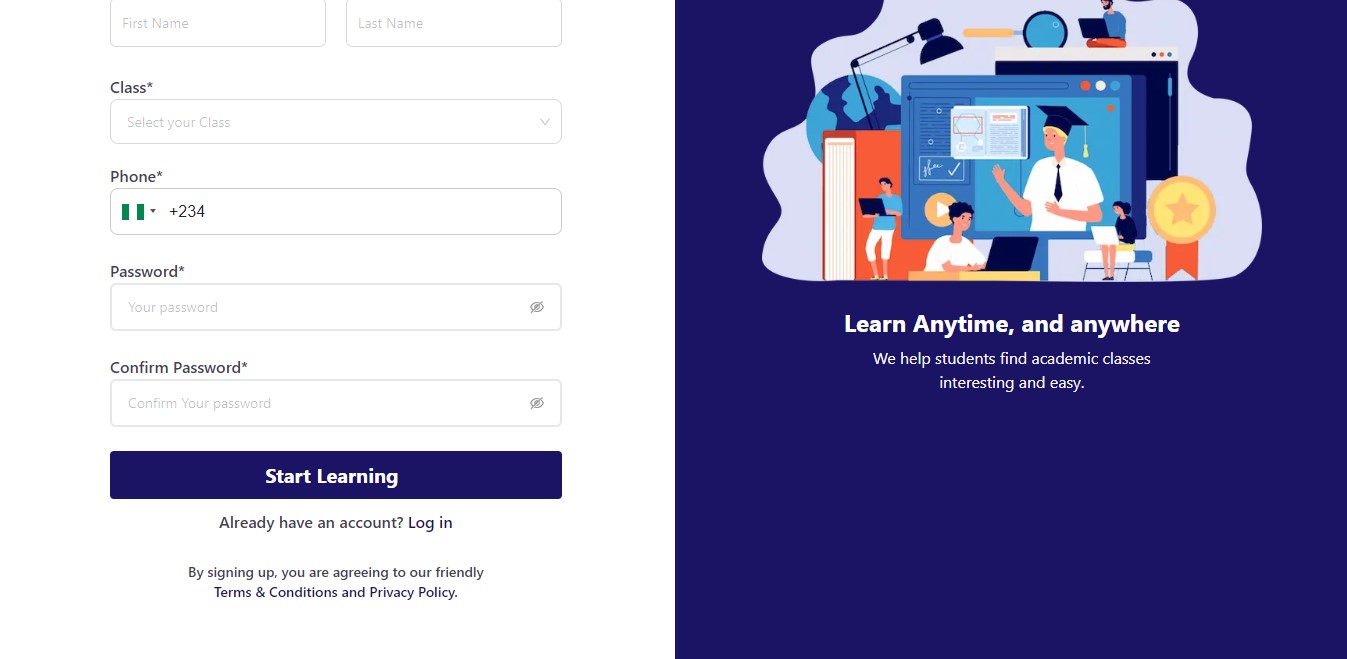 First Name
Last Name
Class*
Select your Class
Phone*
+234
Password*
Your password
Confirm Password*
Confirm Your password
Start Learning
Already have an account? Log in
By signing up, you are agreeing to our friendly
Terms & Conditions and Privacy Policy.
Learn Anytime, and anywhere
We help students find academic classes
interesting and easy.